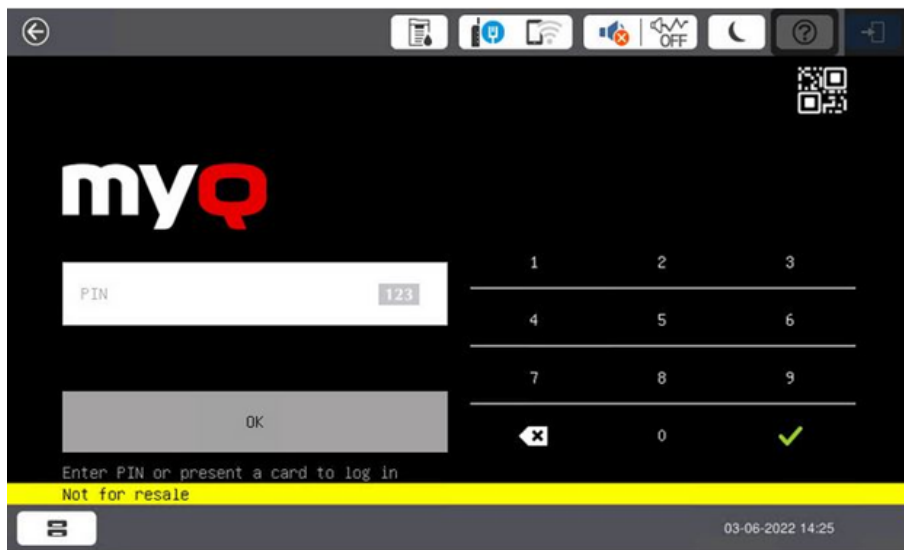 OFF
myQ
PIN
123
1 2 3
4 5 6
7 8 9
0
OK
Enter PIN or present a card to log in
Not for resale
03-06-2022 14:25